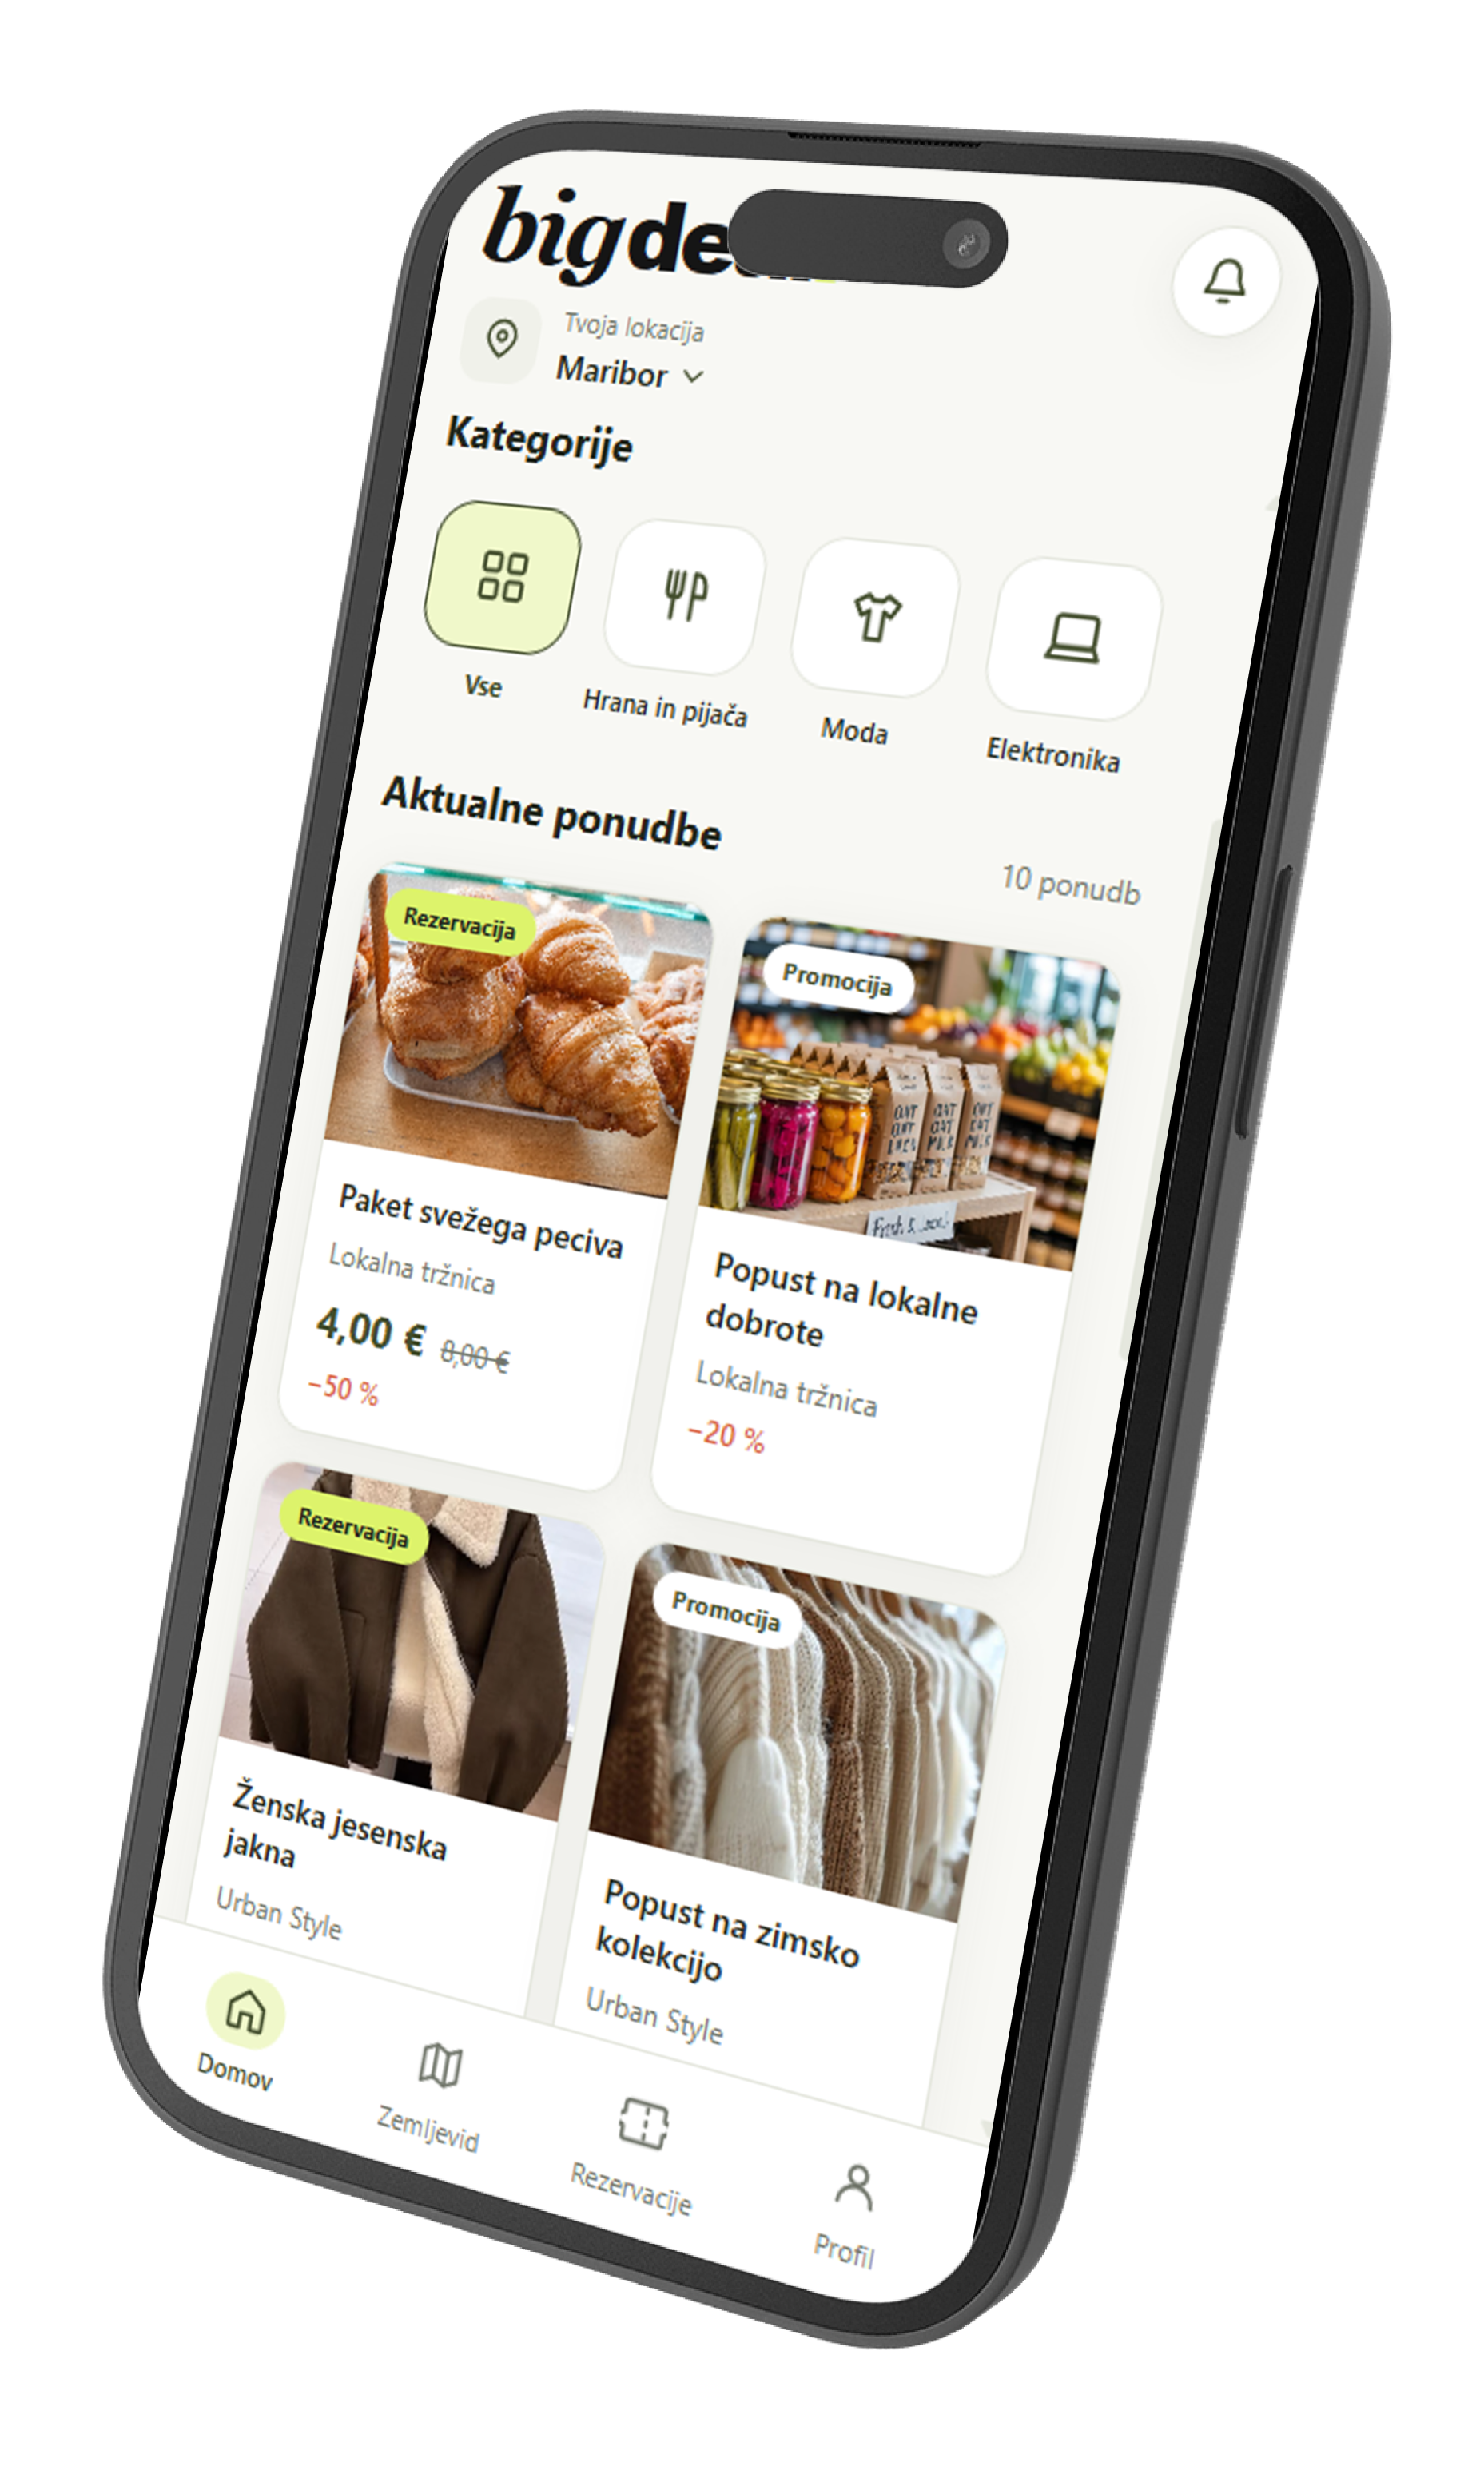 big de
Tvoja lokacija
Maribor
Kategorije
Vse
Hrana in pijača
Moda
Elektronika
Aktualne ponudbe
10 ponudb
Rezervacija
Promocija
Paket svežega peciva
Lokalna tržnica
4,00 € 8,00 €
−50 %
Popust na lokalne
dobrote
Lokalna tržnica
−20 %
Rezervacija
Promocija
Ženska jesenska
jakna
Urban Style
Popust na zimsko
kolekcijo
Urban Style
Domov
Zemljevid
Rezervacije
Profil